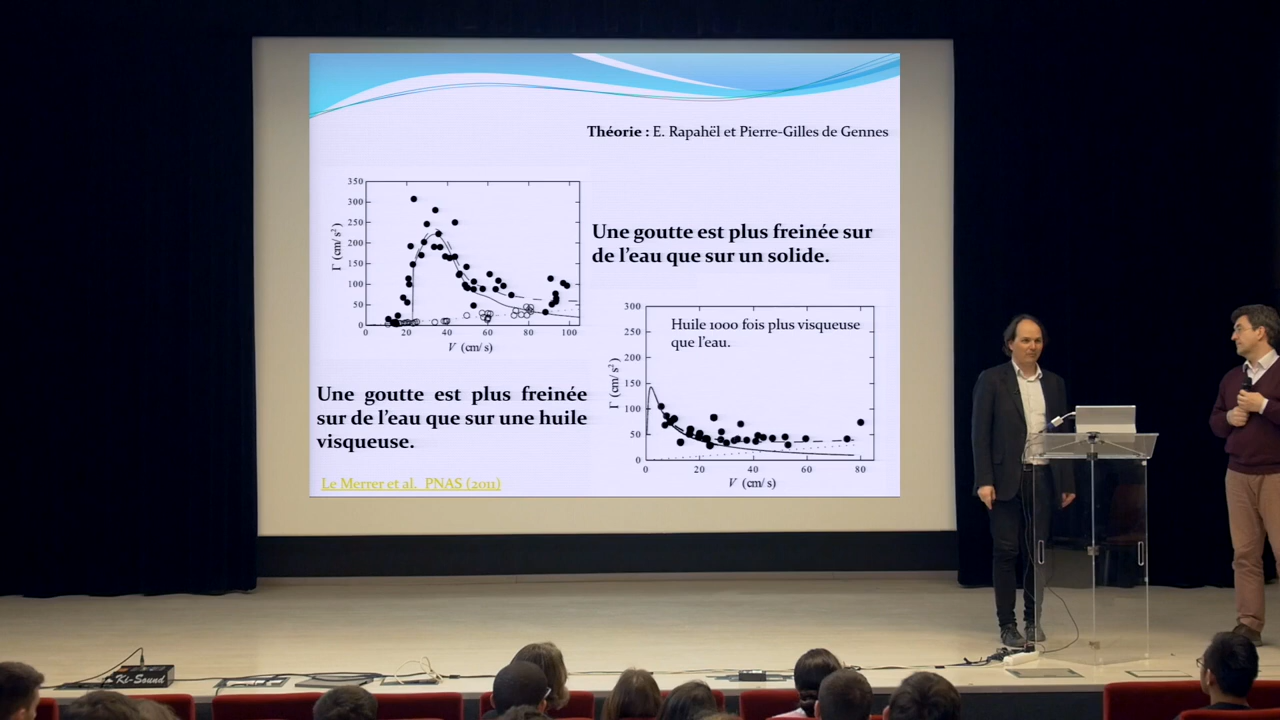 Théorie : E. Rapahël et Pierre-Gilles de Gennes
350
300
250
200
150
100
50
0
Γ (cm/s²)
0 20 40 60 80 100
V (cm/s)
Une goutte est plus freinée sur
de l'eau que sur un solide.
300
250
200
150
100
50
0
Γ (cm/s²)
Huile 1000 fois plus visqueuse
que l'eau.
0 20 40 60 80
V (cm/s)
Une goutte est plus freinée
sur de l'eau que sur une huile
visqueuse.
Le Merrer et al. PNAS (2011)
Ki-Sound